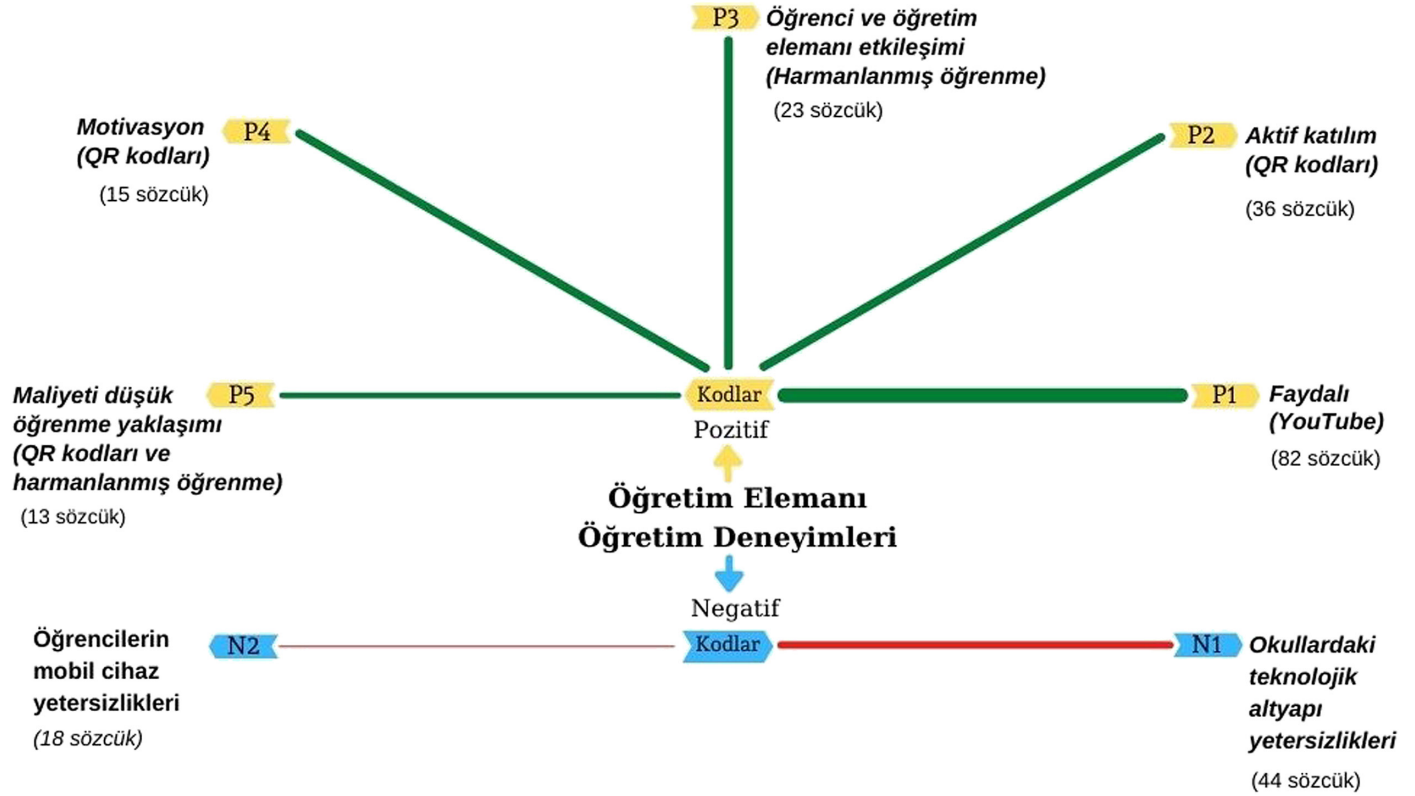 P3
Öğrenci ve öğretim
elemanı etkileşimi
(Harmanlanmış öğrenme)
(23 sözcük)
Motivasyon
(QR kodları)
P4
(15 sözcük)
P2
Aktif katılım
(QR kodları)
(36 sözcük)
Maliyeti düşük
öğrenme yaklaşımı
(QR kodları ve
harmanlanmış öğrenme)
P5
(13 sözcük)
Kodlar
Pozitif
P1
Faydalı
(YouTube)
(82 sözcük)
Öğretim Elemanı
Öğretim Deneyimleri
Negatif
Kodlar
Öğrencilerin
mobil cihaz
yetersizlikleri
N2
(18 sözcük)
N1
Okullardaki
teknolojik
altyapı
yetersizlikleri
(44 sözcük)